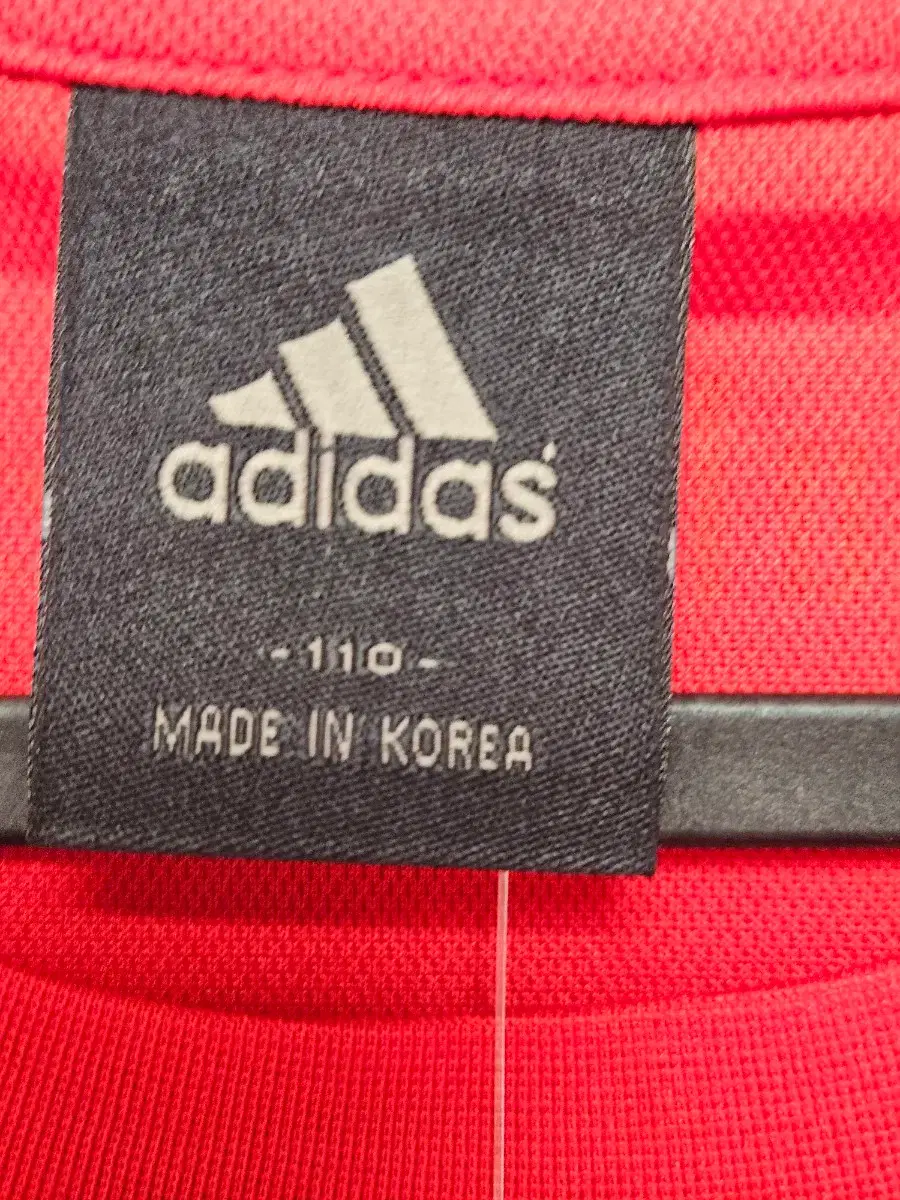 adidas
-110-
MADE IN KOREA